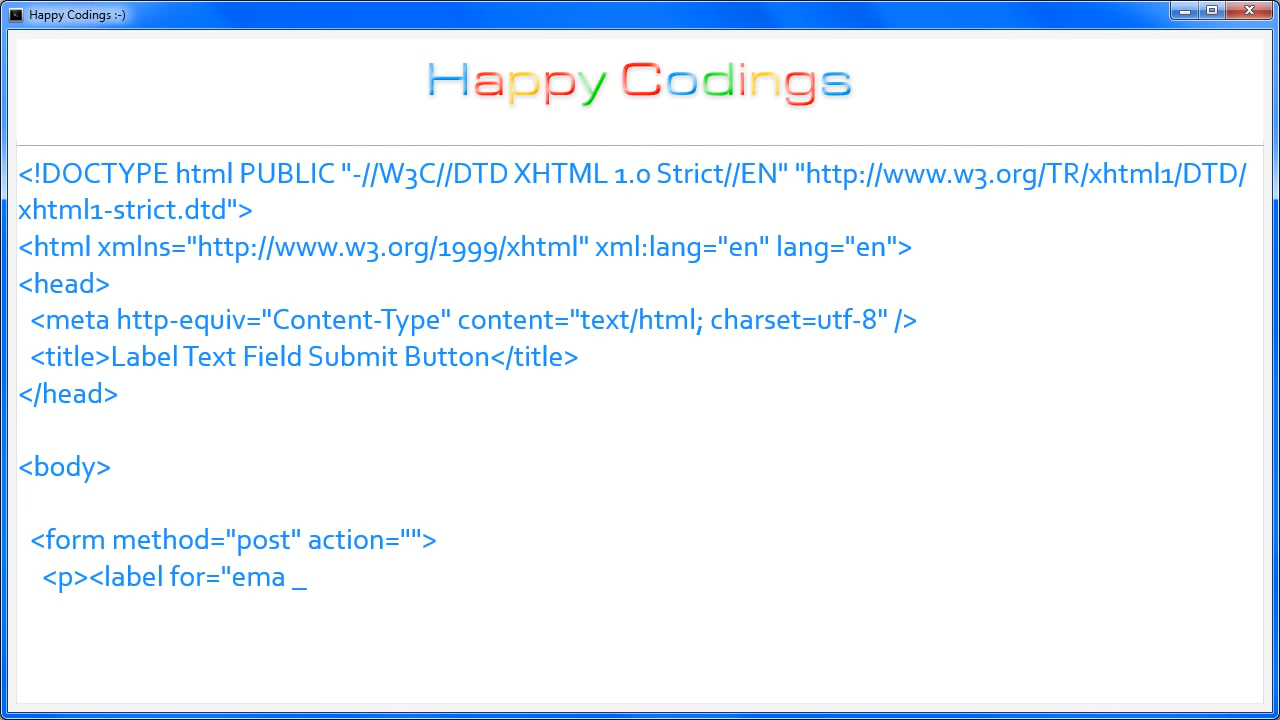 Happy Codings :-)
Happy Codings
<!DOCTYPE html PUBLIC "-//W3C//DTD XHTML 1.0 Strict//EN" "http://www.w3.org/TR/xhtml1/DTD/
xhtml1-strict.dtd">
<html xmlns="http://www.w3.org/1999/xhtml" xml:lang="en" lang="en">
<head>
  <meta http-equiv="Content-Type" content="text/html; charset=utf-8" />
  <title>Label Text Field Submit Button</title>
</head>
<body>
  <form method="post" action="">
    <p><label for="ema _